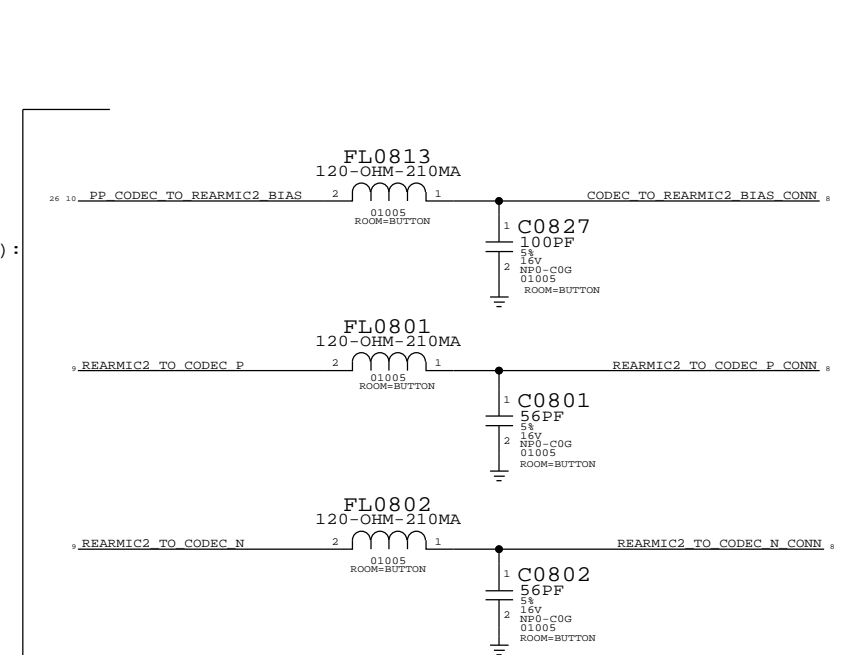 FL0813
120-OHM-210MA
26 10 PP_CODEC_TO_REARMIC2_BIAS 2 1 CODEC_TO_REARMIC2_BIAS_CONN 8
01005
ROOM=BUTTON
1 C0827
100PF
5%
16V
2 NP0-C0G
01005
ROOM=BUTTON
):
FL0801
120-OHM-210MA
9 REARMIC2_TO_CODEC_P 2 1 REARMIC2_TO_CODEC_P_CONN 8
01005
ROOM=BUTTON
1 C0801
56PF
5%
16V
2 NP0-C0G
01005
ROOM=BUTTON
FL0802
120-OHM-210MA
9 REARMIC2_TO_CODEC_N 2 1 REARMIC2_TO_CODEC_N_CONN 8
01005
ROOM=BUTTON
1 C0802
56PF
5%
16V
2 NP0-C0G
01005
ROOM=BUTTON